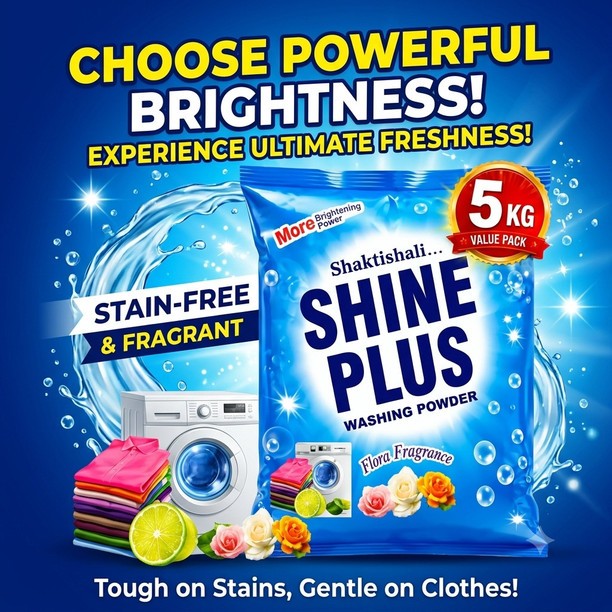 CHOOSE POWERFUL
BRIGHTNESS!
EXPERIENCE ULTIMATE FRESHNESS!
More Brightening
Power
5 KG
VALUE PACK
Shaktishali...
SHINE
PLUS
WASHING POWDER
STAIN-FREE
& FRAGRANT
Flora Fragrance
Tough on Stains, Gentle on Clothes!